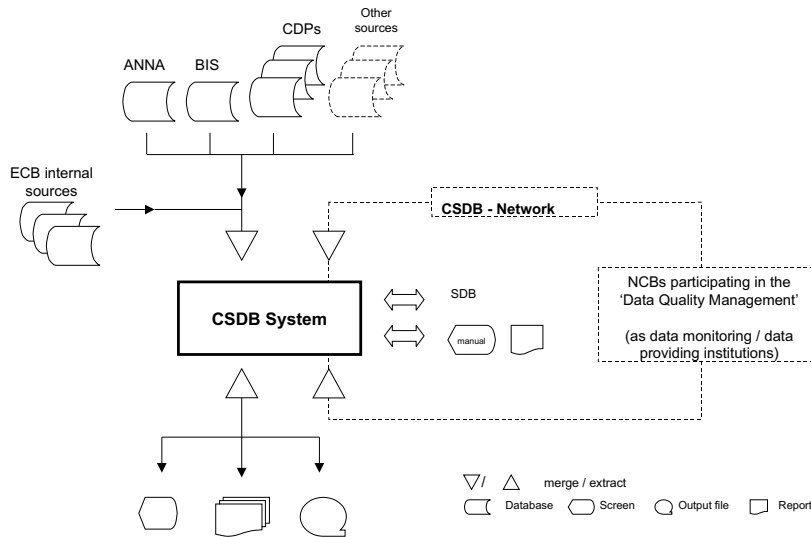 Other
sources
CDPs
ANNA
BIS
ECB internal
sources
CSDB - Network
CSDB System
SDB
manual
NCBs participating in the
‘Data Quality Management’
(as data monitoring / data
providing institutions)
/ merge / extract
Database Screen Output file Report